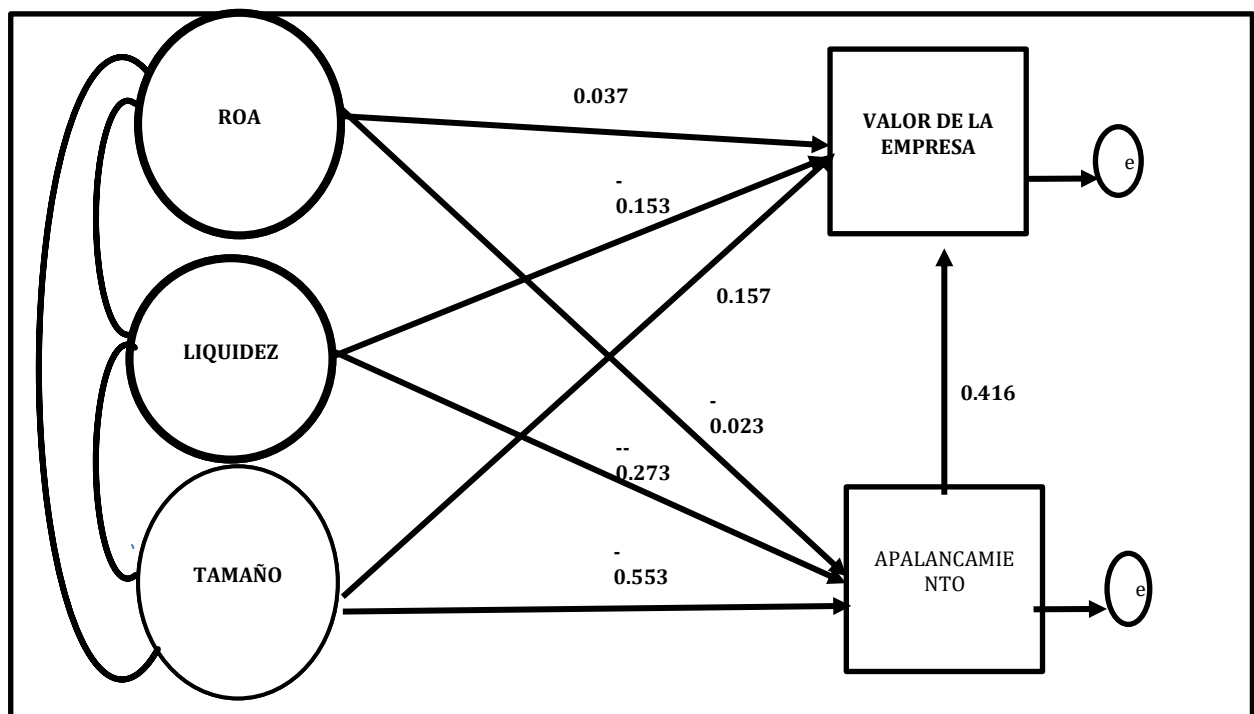 ROA
0.037
VALOR DE LA
EMPRESA
e
-
0.153
0.157
LIQUIDEZ
-
0.023
0.416
--
0.273
TAMAÑO
-
0.553
APALANCAMIE
NTO
e